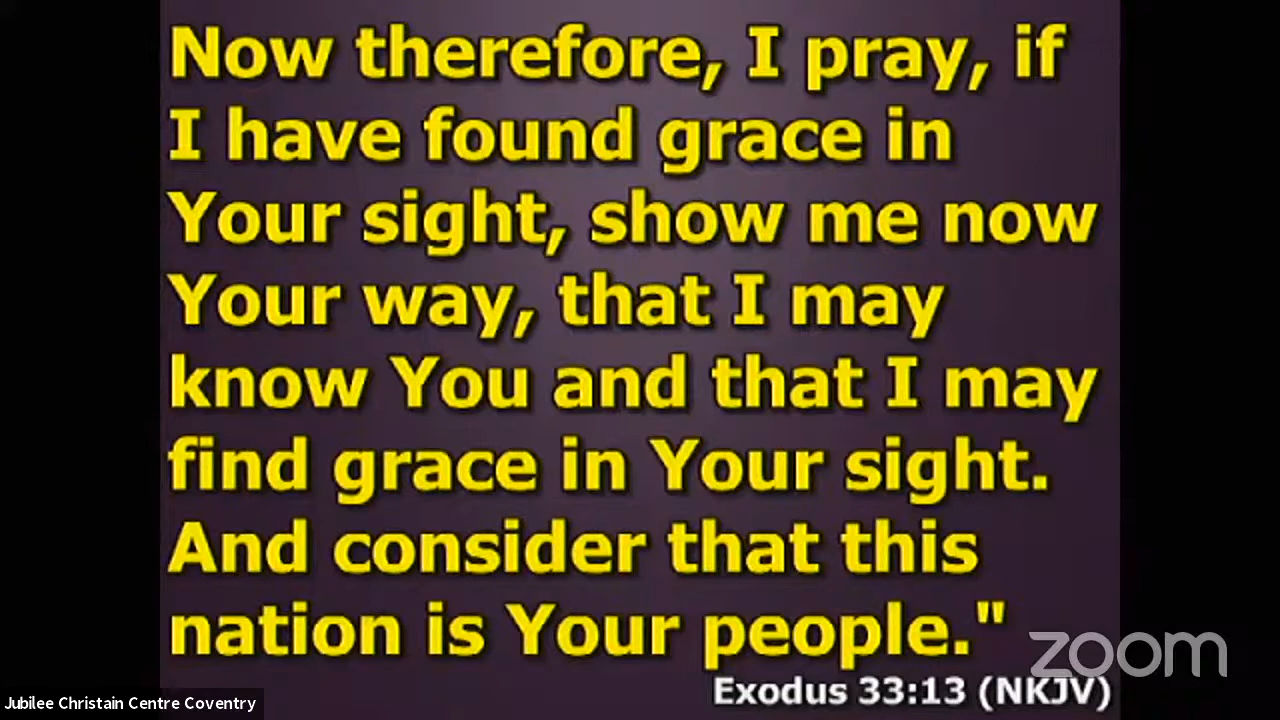 Now therefore, I pray, if
I have found grace in
Your sight, show me now
Your way, that I may
know You and that I may
find grace in Your sight.
And consider that this
nation is Your people."
zoom
Exodus 33:13 (NKJV)
Jubilee Christain Centre Coventry